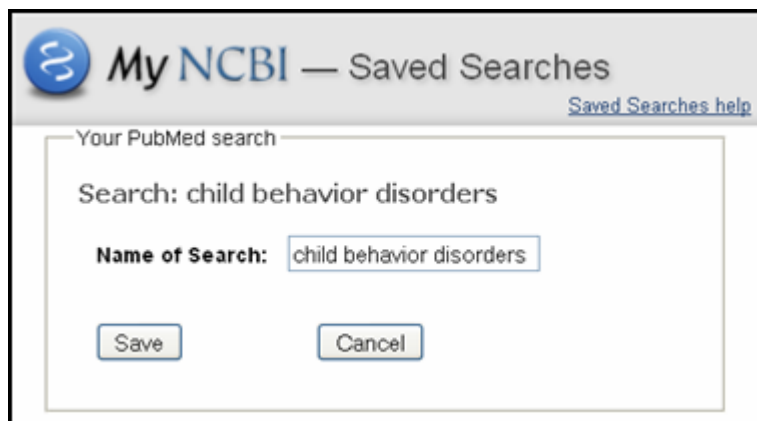 My NCBI — Saved Searches
Saved Searches help
Your PubMed search
Search: child behavior disorders
Name of Search: child behavior disorders
Save Cancel